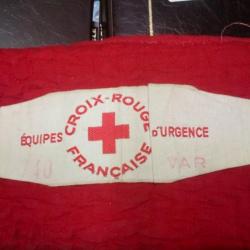 CROIX-ROUGE
ÉQUIPES D'URGENCE
FRANÇAISE
VAR